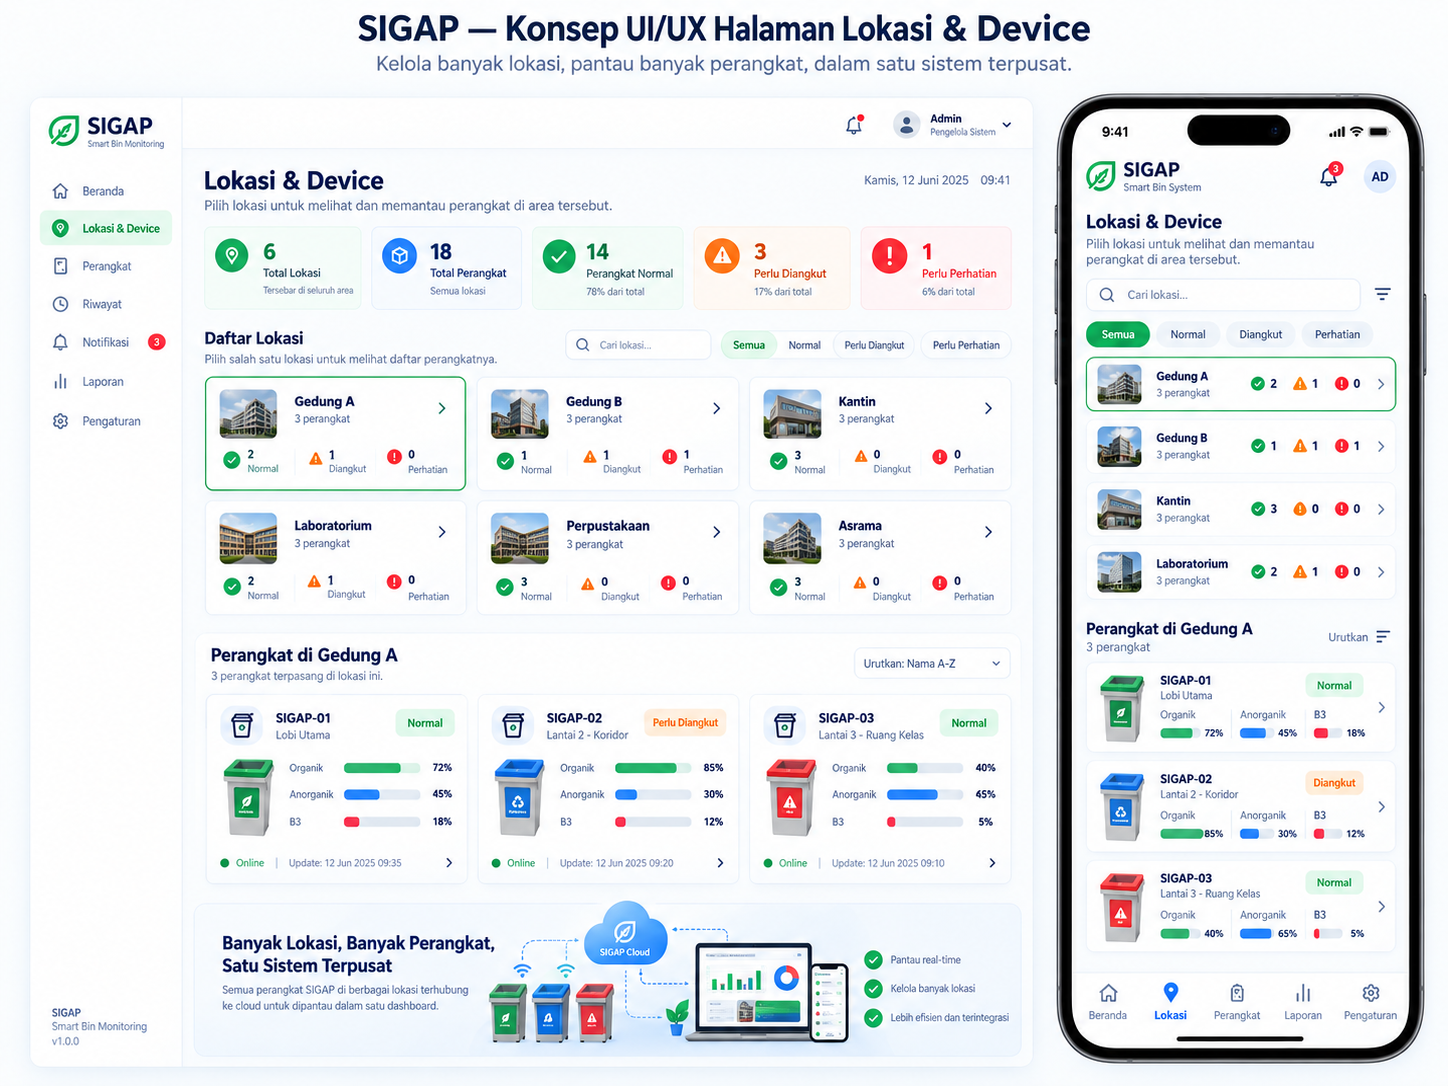 SIGAP — Konsep UI/UX Halaman Lokasi & Device
Kelola banyak lokasi, pantau banyak perangkat, dalam satu sistem terpusat.
SIGAP
Smart Bin Monitoring
Beranda
Lokasi & Device
Perangkat
Riwayat
Notifikasi 3
Laporan
Pengaturan
SIGAP
Smart Bin Monitoring
v1.0.0
Admin
Pengelola Sistem
Lokasi & Device
Kamis, 12 Juni 2025 09:41
Pilih lokasi untuk melihat dan memantau perangkat di area tersebut.
6
Total Lokasi
Tersebar di seluruh area
18
Total Perangkat
Semua lokasi
14
Perangkat Normal
78% dari total
3
Perlu Diangkut
17% dari total
1
Perlu Perhatian
6% dari total
Daftar Lokasi
Pilih salah satu lokasi untuk melihat daftar perangkatnya.
Cari lokasi...
Semua Normal Perlu Diangkut Perlu Perhatian
Gedung A
3 perangkat
2 Normal
1 Diangkut
0 Perhatian
Gedung B
3 perangkat
1 Normal
1 Diangkut
1 Perhatian
Kantin
3 perangkat
3 Normal
0 Diangkut
0 Perhatian
Laboratorium
3 perangkat
2 Normal
1 Diangkut
0 Perhatian
Perpustakaan
3 perangkat
3 Normal
0 Diangkut
0 Perhatian
Asrama
3 perangkat
3 Normal
0 Diangkut
0 Perhatian
Perangkat di Gedung A
3 perangkat terpasang di lokasi ini.
Urutkan: Nama A-Z
SIGAP-01
Lobi Utama
Normal
Organik 72%
Anorganik 45%
B3 18%
Online | Update: 12 Jun 2025 09:35
SIGAP-02
Lantai 2 - Koridor
Perlu Diangkut
Organik 85%
Anorganik 30%
B3 12%
Online | Update: 12 Jun 2025 09:20
SIGAP-03
Lantai 3 - Ruang Kelas
Normal
Organik 40%
Anorganik 45%
B3 5%
Online | Update: 12 Jun 2025 09:10
Banyak Lokasi, Banyak Perangkat,
Satu Sistem Terpusat
Semua perangkat SIGAP di berbagai lokasi terhubung
ke cloud untuk dipantau dalam satu dashboard.
SIGAP Cloud
Pantau real-time
Kelola banyak lokasi
Lebih efisien dan terintegrasi
9:41
SIGAP
Smart Bin System
3
AD
Lokasi & Device
Pilih lokasi untuk melihat dan memantau
perangkat di area tersebut.
Cari lokasi...
Semua Normal Diangkut Perhatian
Gedung A
3 perangkat
2 1 0
Gedung B
3 perangkat
1 1 1
Kantin
3 perangkat
3 0 0
Laboratorium
3 perangkat
2 1 0
Perangkat di Gedung A
3 perangkat
Urutkan
SIGAP-01
Lobi Utama
Normal
Organik Anorganik B3
72% 45% 18%
SIGAP-02
Lantai 2 - Koridor
Diangkut
Organik Anorganik B3
85% 30% 12%
SIGAP-03
Lantai 3 - Ruang Kelas
Normal
Organik Anorganik B3
40% 65% 5%
Beranda Lokasi Perangkat Laporan Pengaturan